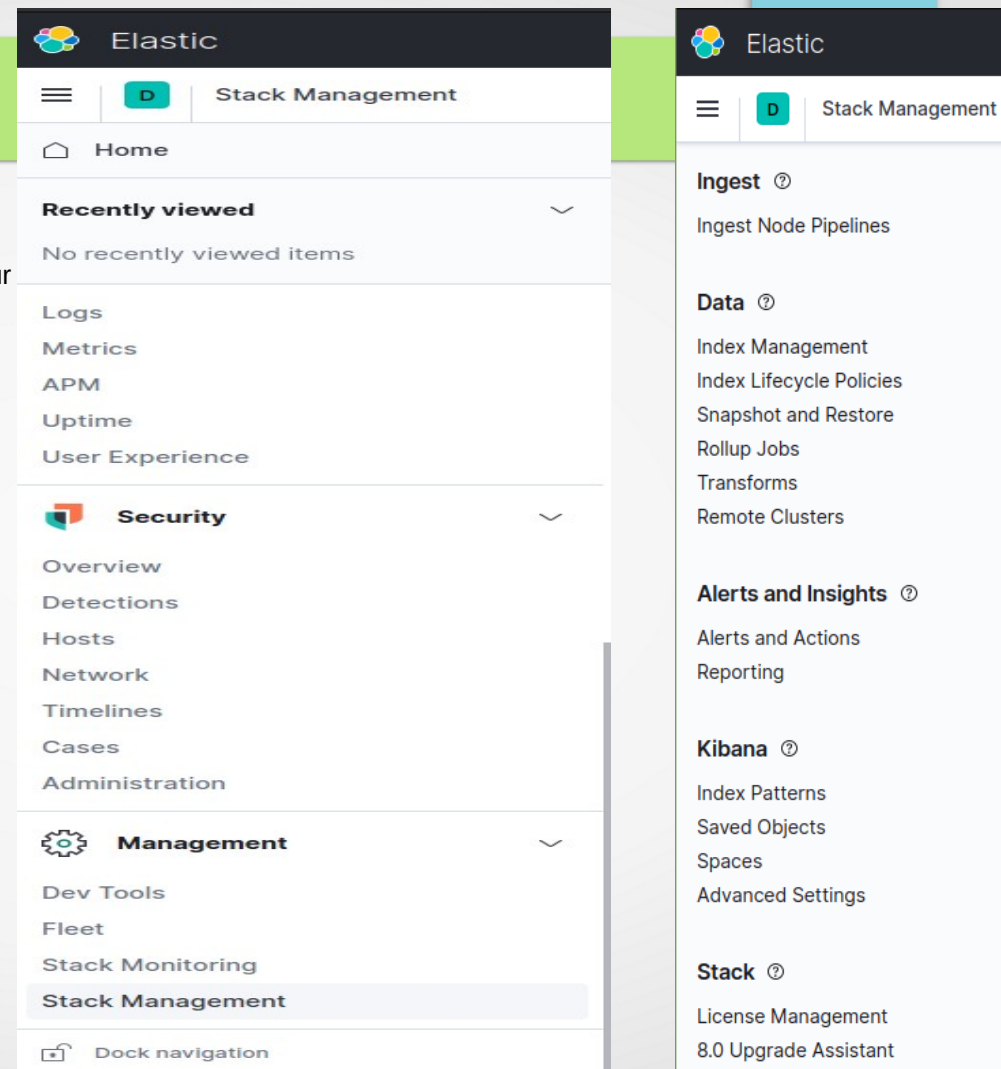 ur
Elastic
D Stack Management
Home
Recently viewed
No recently viewed items
Logs
Metrics
APM
Uptime
User Experience
Security
Overview
Detections
Hosts
Network
Timelines
Cases
Administration
Management
Dev Tools
Fleet
Stack Monitoring
Stack Management
Dock navigation
Elastic
D Stack Management
Ingest
Ingest Node Pipelines
Data
Index Management
Index Lifecycle Policies
Snapshot and Restore
Rollup Jobs
Transforms
Remote Clusters
Alerts and Insights
Alerts and Actions
Reporting
Kibana
Index Patterns
Saved Objects
Spaces
Advanced Settings
Stack
License Management
8.0 Upgrade Assistant